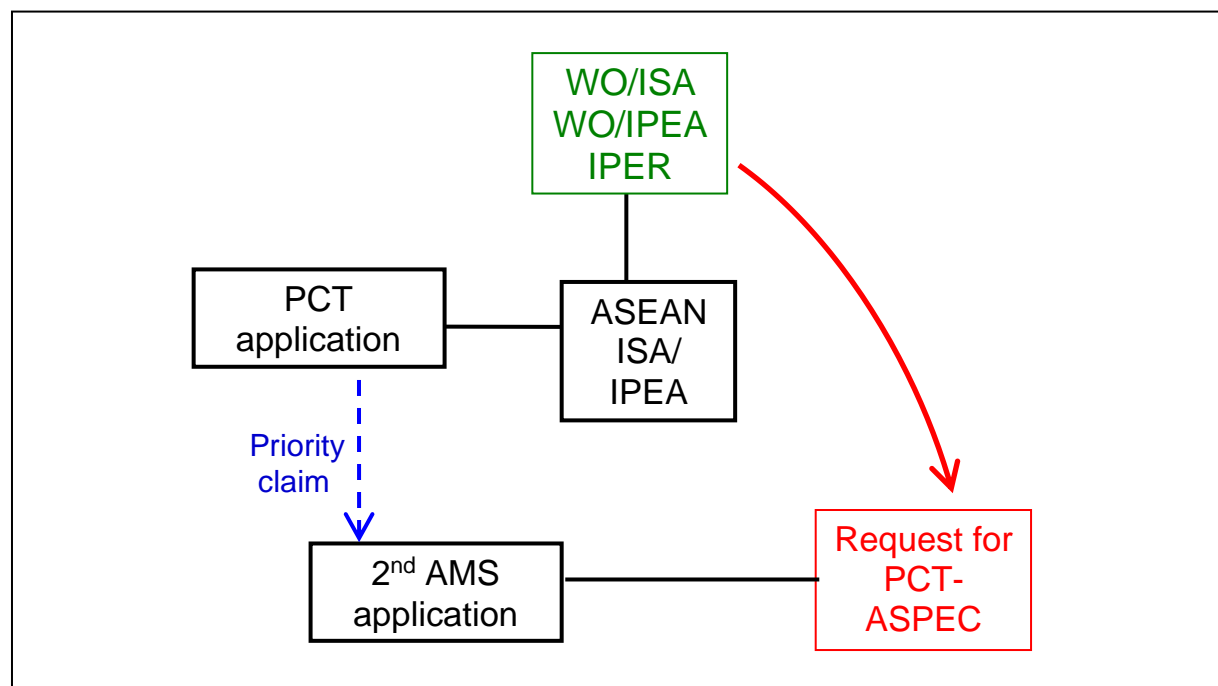 WO/ISA
WO/IPEA
IPER
PCT
application
ASEAN
ISA/
IPEA
Priority
claim
2nd AMS
application
Request for
PCT-
ASPEC